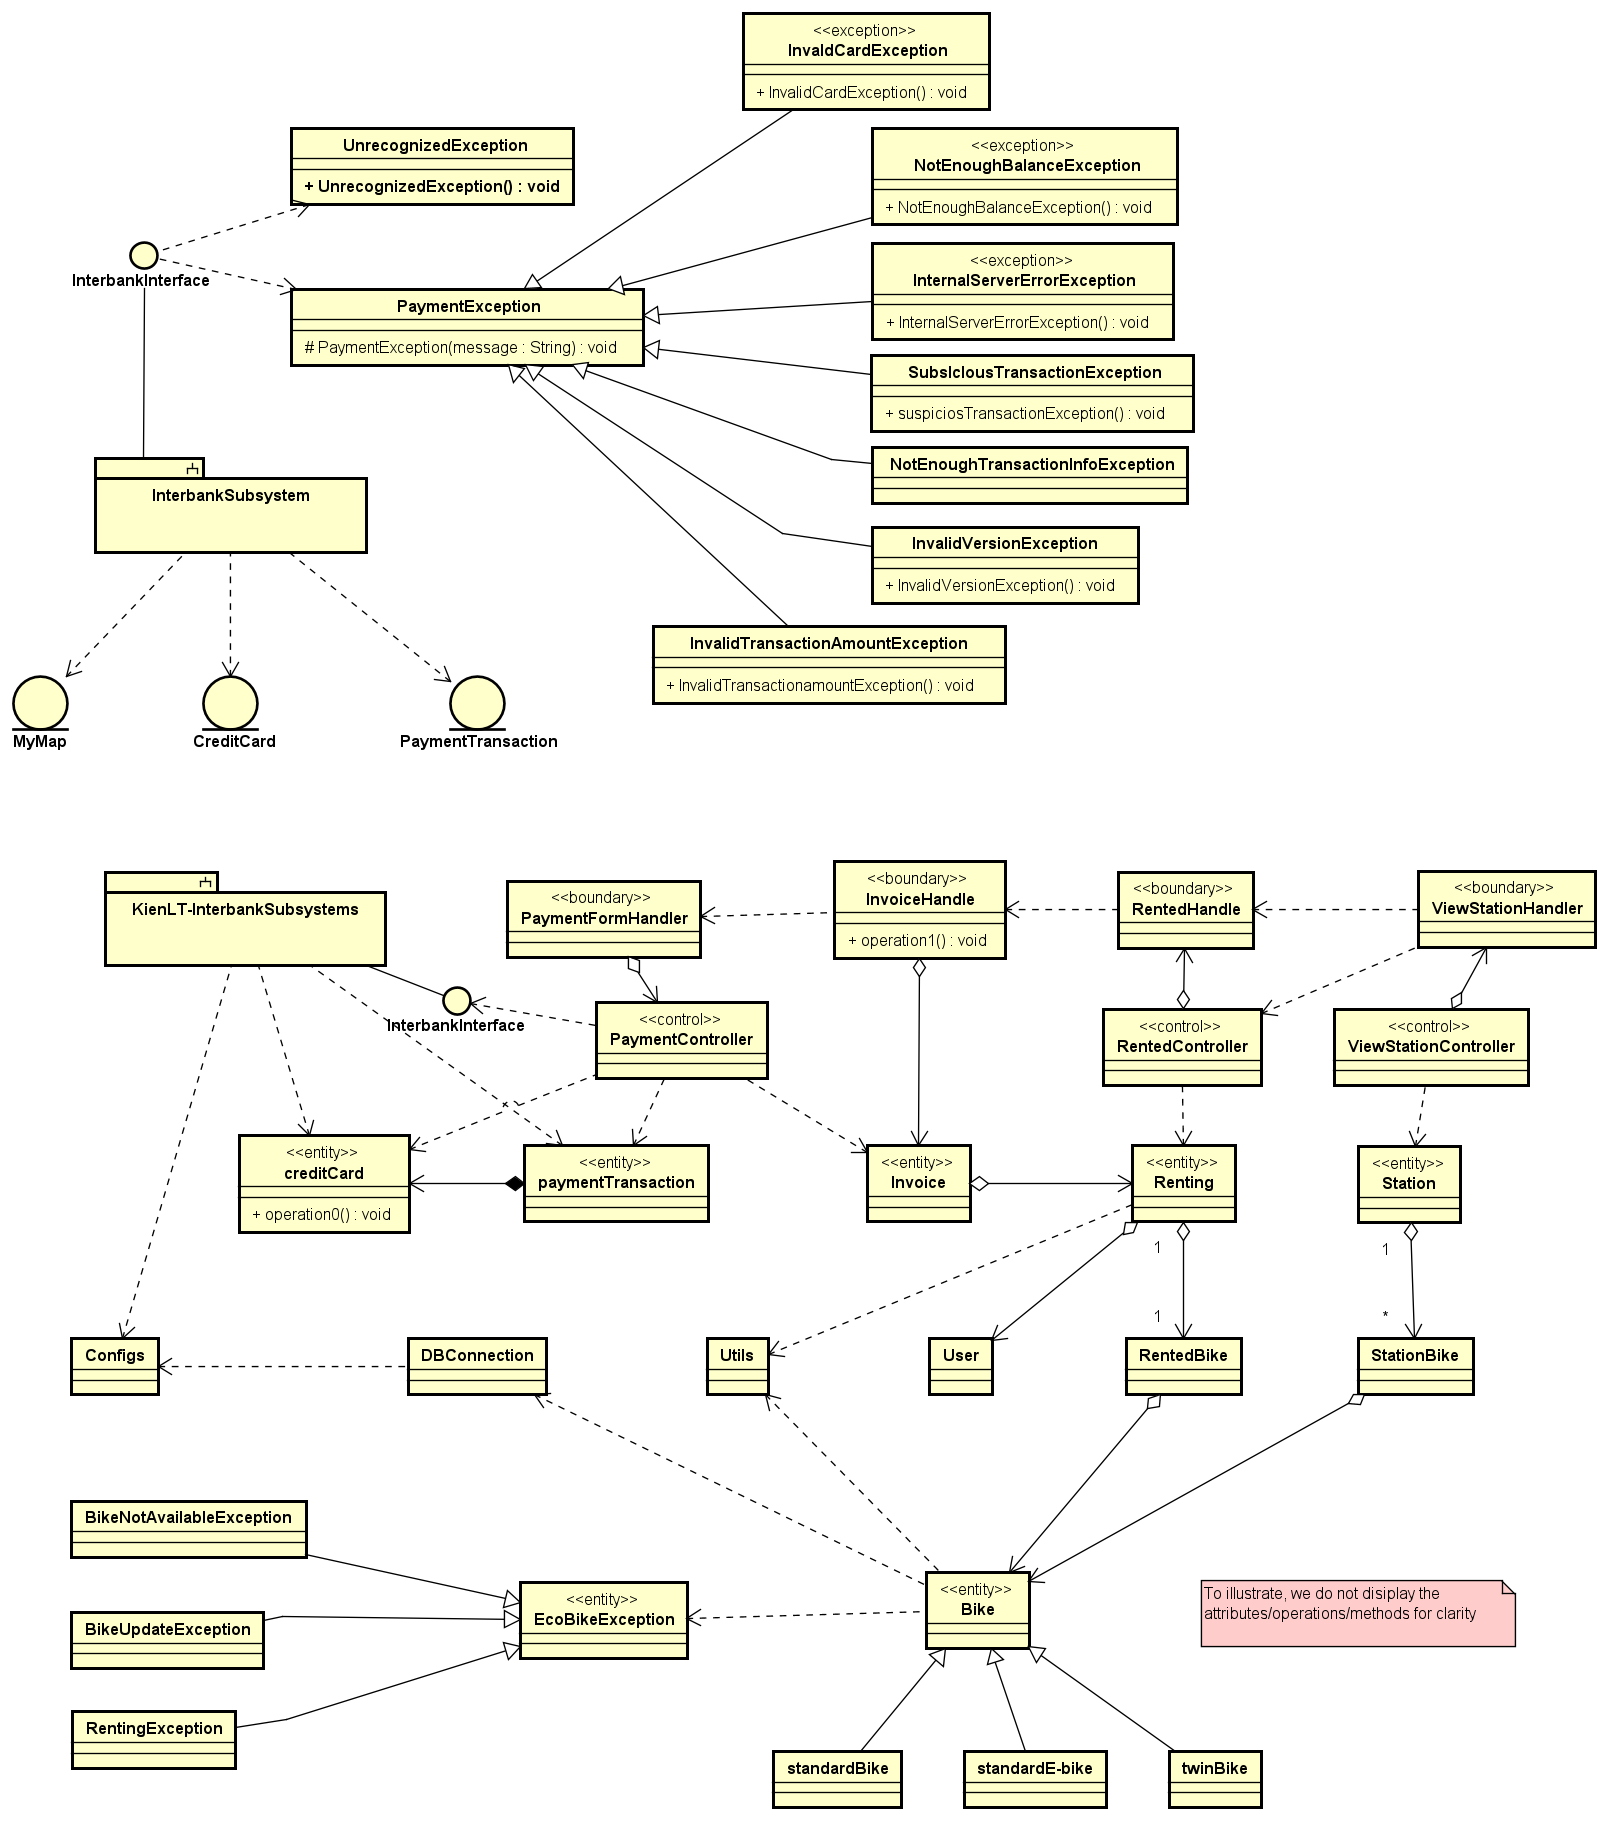 <<exception>>
InvaldCardException
+ InvalidCardException() : void
UnrecognizedException
+ UnrecognizedException() : void
<<exception>>
NotEnoughBalanceException
+ NotEnoughBalanceException() : void
InterbankInterface
<<exception>>
InternalServerErrorException
+ InternalServerErrorException() : void
PaymentException
# PaymentException(message : String) : void
SubsIcIousTransactionException
+ suspiciosTransactionException() : void
NotEnoughTransactionInfoException
InterbankSubsystem
InvalidVersionException
+ InvalidVersionException() : void
InvalidTransactionAmountException
+ InvalidTransactionamountException() : void
MyMap
CreditCard
PaymentTransaction
KienLT-InterbankSubsystems
<<boundary>>
PaymentFormHandler
<<boundary>>
InvoiceHandle
+ operation1() : void
<<boundary>>
RentedHandle
<<boundary>>
ViewStationHandler
InterbankInterface
<<control>>
PaymentController
<<control>>
RentedController
<<control>>
ViewStationController
<<entity>>
creditCard
+ operation0() : void
<<entity>>
paymentTransaction
<<entity>>
Invoice
<<entity>>
Renting
<<entity>>
Station
1
1
1
*
Configs
DBConnection
Utils
User
RentedBike
StationBike
BikeNotAvailableException
BikeUpdateException
RentingException
<<entity>>
EcoBikeException
<<entity>>
Bike
To illustrate, we do not disiplay the
attributes/operations/methods for clarity
standardBike
standardE-bike
twinBike